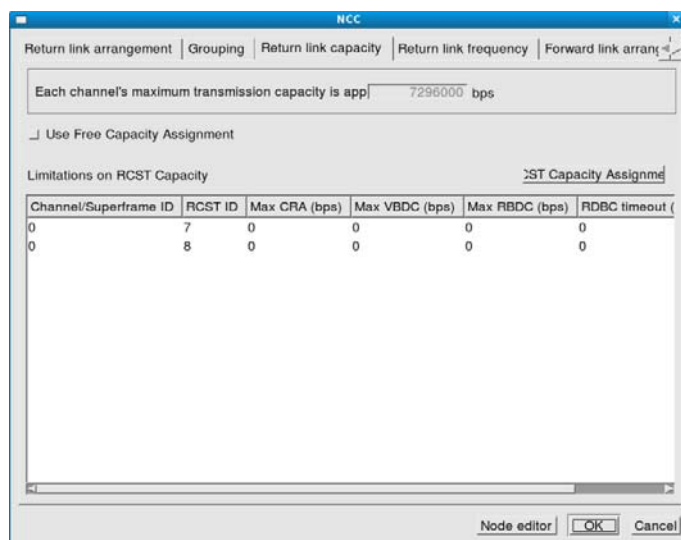 NCC
Return link arrangement Grouping Return link capacity Return link frequency Forward link arrang
Each channel's maximum transmission capacity is app 7296000 bps
Use Free Capacity Assignment
Limitations on RCST Capacity ST Capacity Assignme
Channel/Superframe ID RCST ID Max CRA (bps) Max VBDC (bps) Max RBDC (bps) RDBC timeout (
0 7 0 0 0 0
0 8 0 0 0 0
Node editor OK Cancel